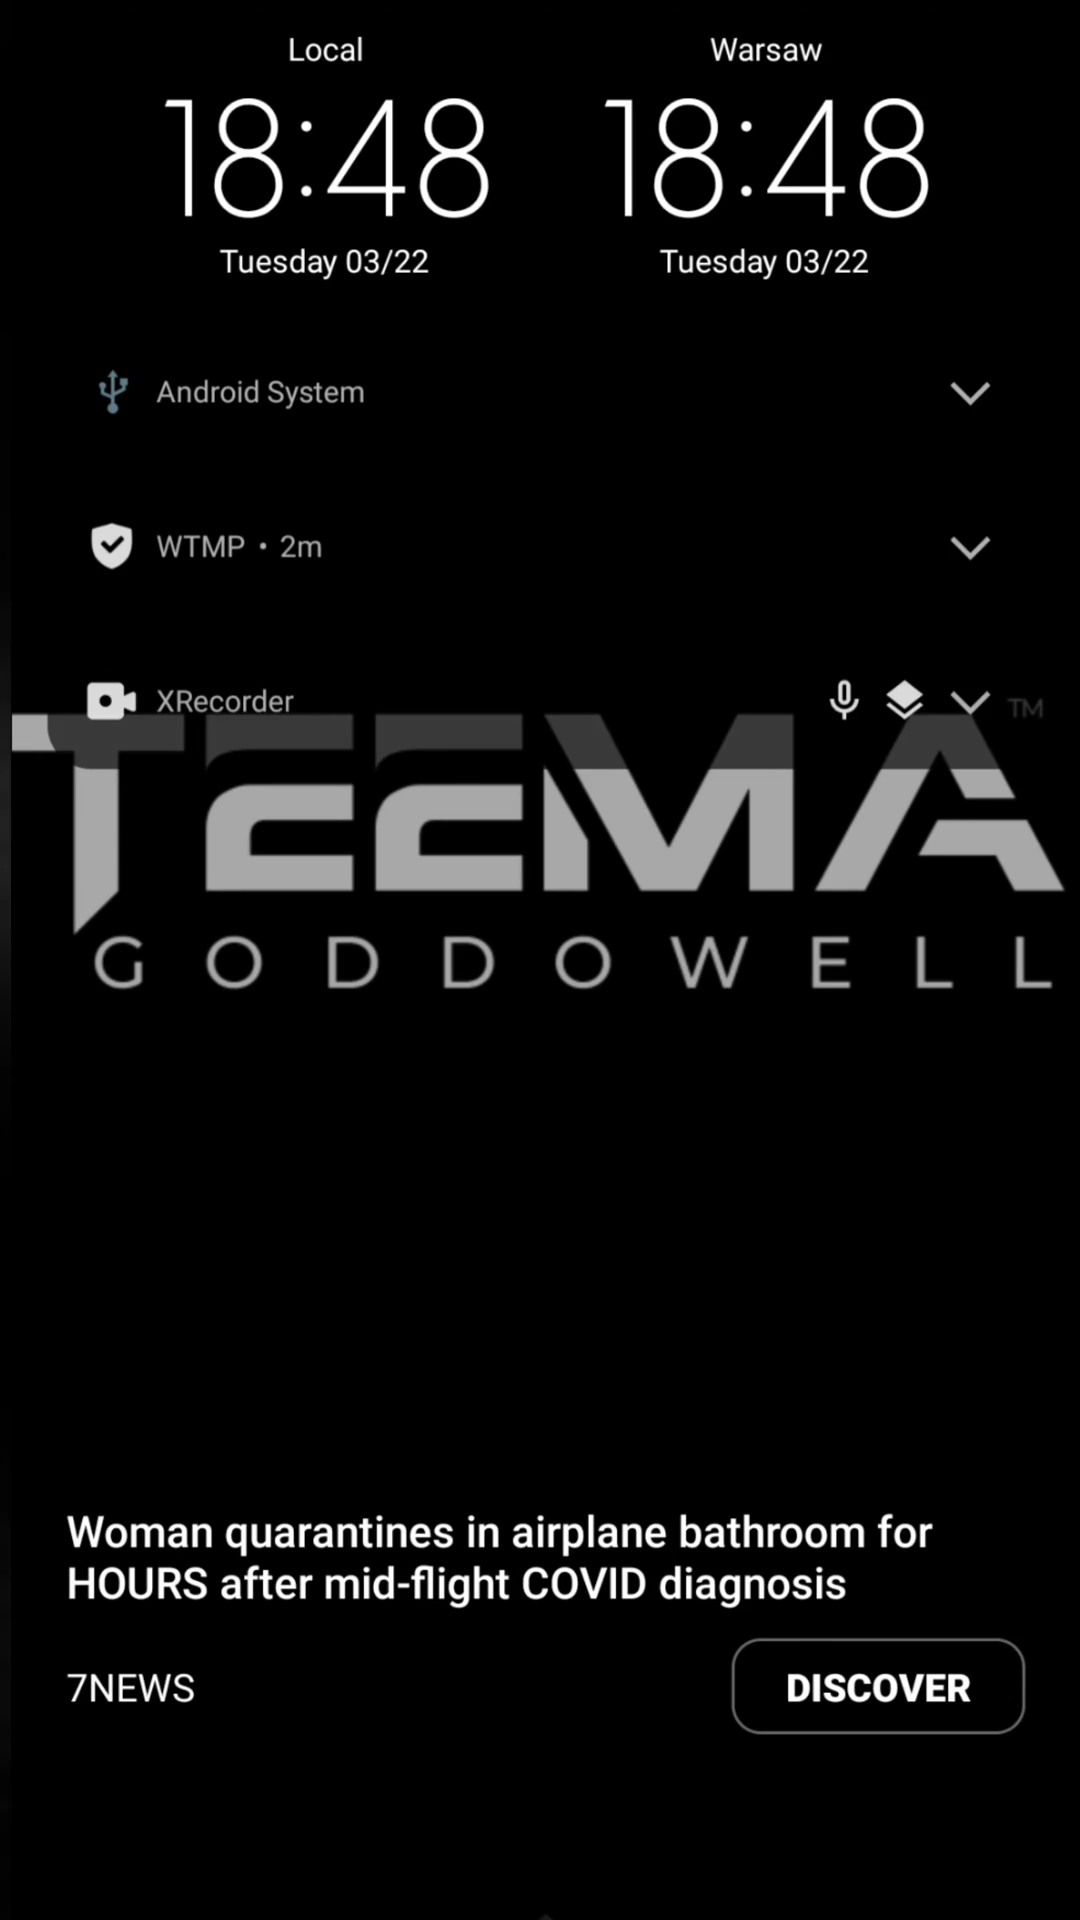 Local Warsaw
18:48 18:48
Tuesday 03/22 Tuesday 03/22
Android System
WTMP • 2m
XRecorder
TEEMA TM
GODDOWELL
Woman quarantines in airplane bathroom for
HOURS after mid-flight COVID diagnosis
7NEWS DISCOVER